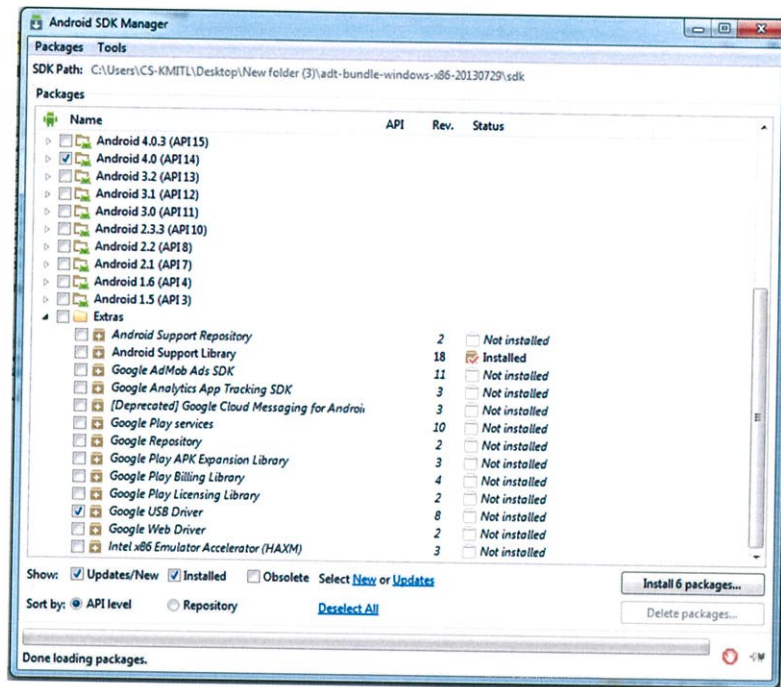 Android SDK Manager
Packages Tools
SDK Path: C:\Users\CS-KMITL\Desktop\New folder (3)\adt-bundle-windows-x86-20130729\sdk
Packages
Name API Rev. Status
Android 4.0.3 (API 15)
Android 4.0 (API 14)
Android 3.2 (API 13)
Android 3.1 (API 12)
Android 3.0 (API 11)
Android 2.3.3 (API 10)
Android 2.2 (API 8)
Android 2.1 (API 7)
Android 1.6 (API 4)
Android 1.5 (API 3)
Extras
Android Support Repository 2 Not installed
Android Support Library 18 Installed
Google AdMob Ads SDK 11 Not installed
Google Analytics App Tracking SDK 3 Not installed
[Deprecated] Google Cloud Messaging for Androi 3 Not installed
Google Play services 10 Not installed
Google Repository 2 Not installed
Google Play APK Expansion Library 3 Not installed
Google Play Billing Library 4 Not installed
Google Play Licensing Library 2 Not installed
Google USB Driver 8 Not installed
Google Web Driver 2 Not installed
Intel x86 Emulator Accelerator (HAXM) 3 Not installed
Show: Updates/New Installed Obsolete Select New or Updates Install 6 packages...
Sort by: API level Repository Deselect All Delete packages...
Done loading packages.